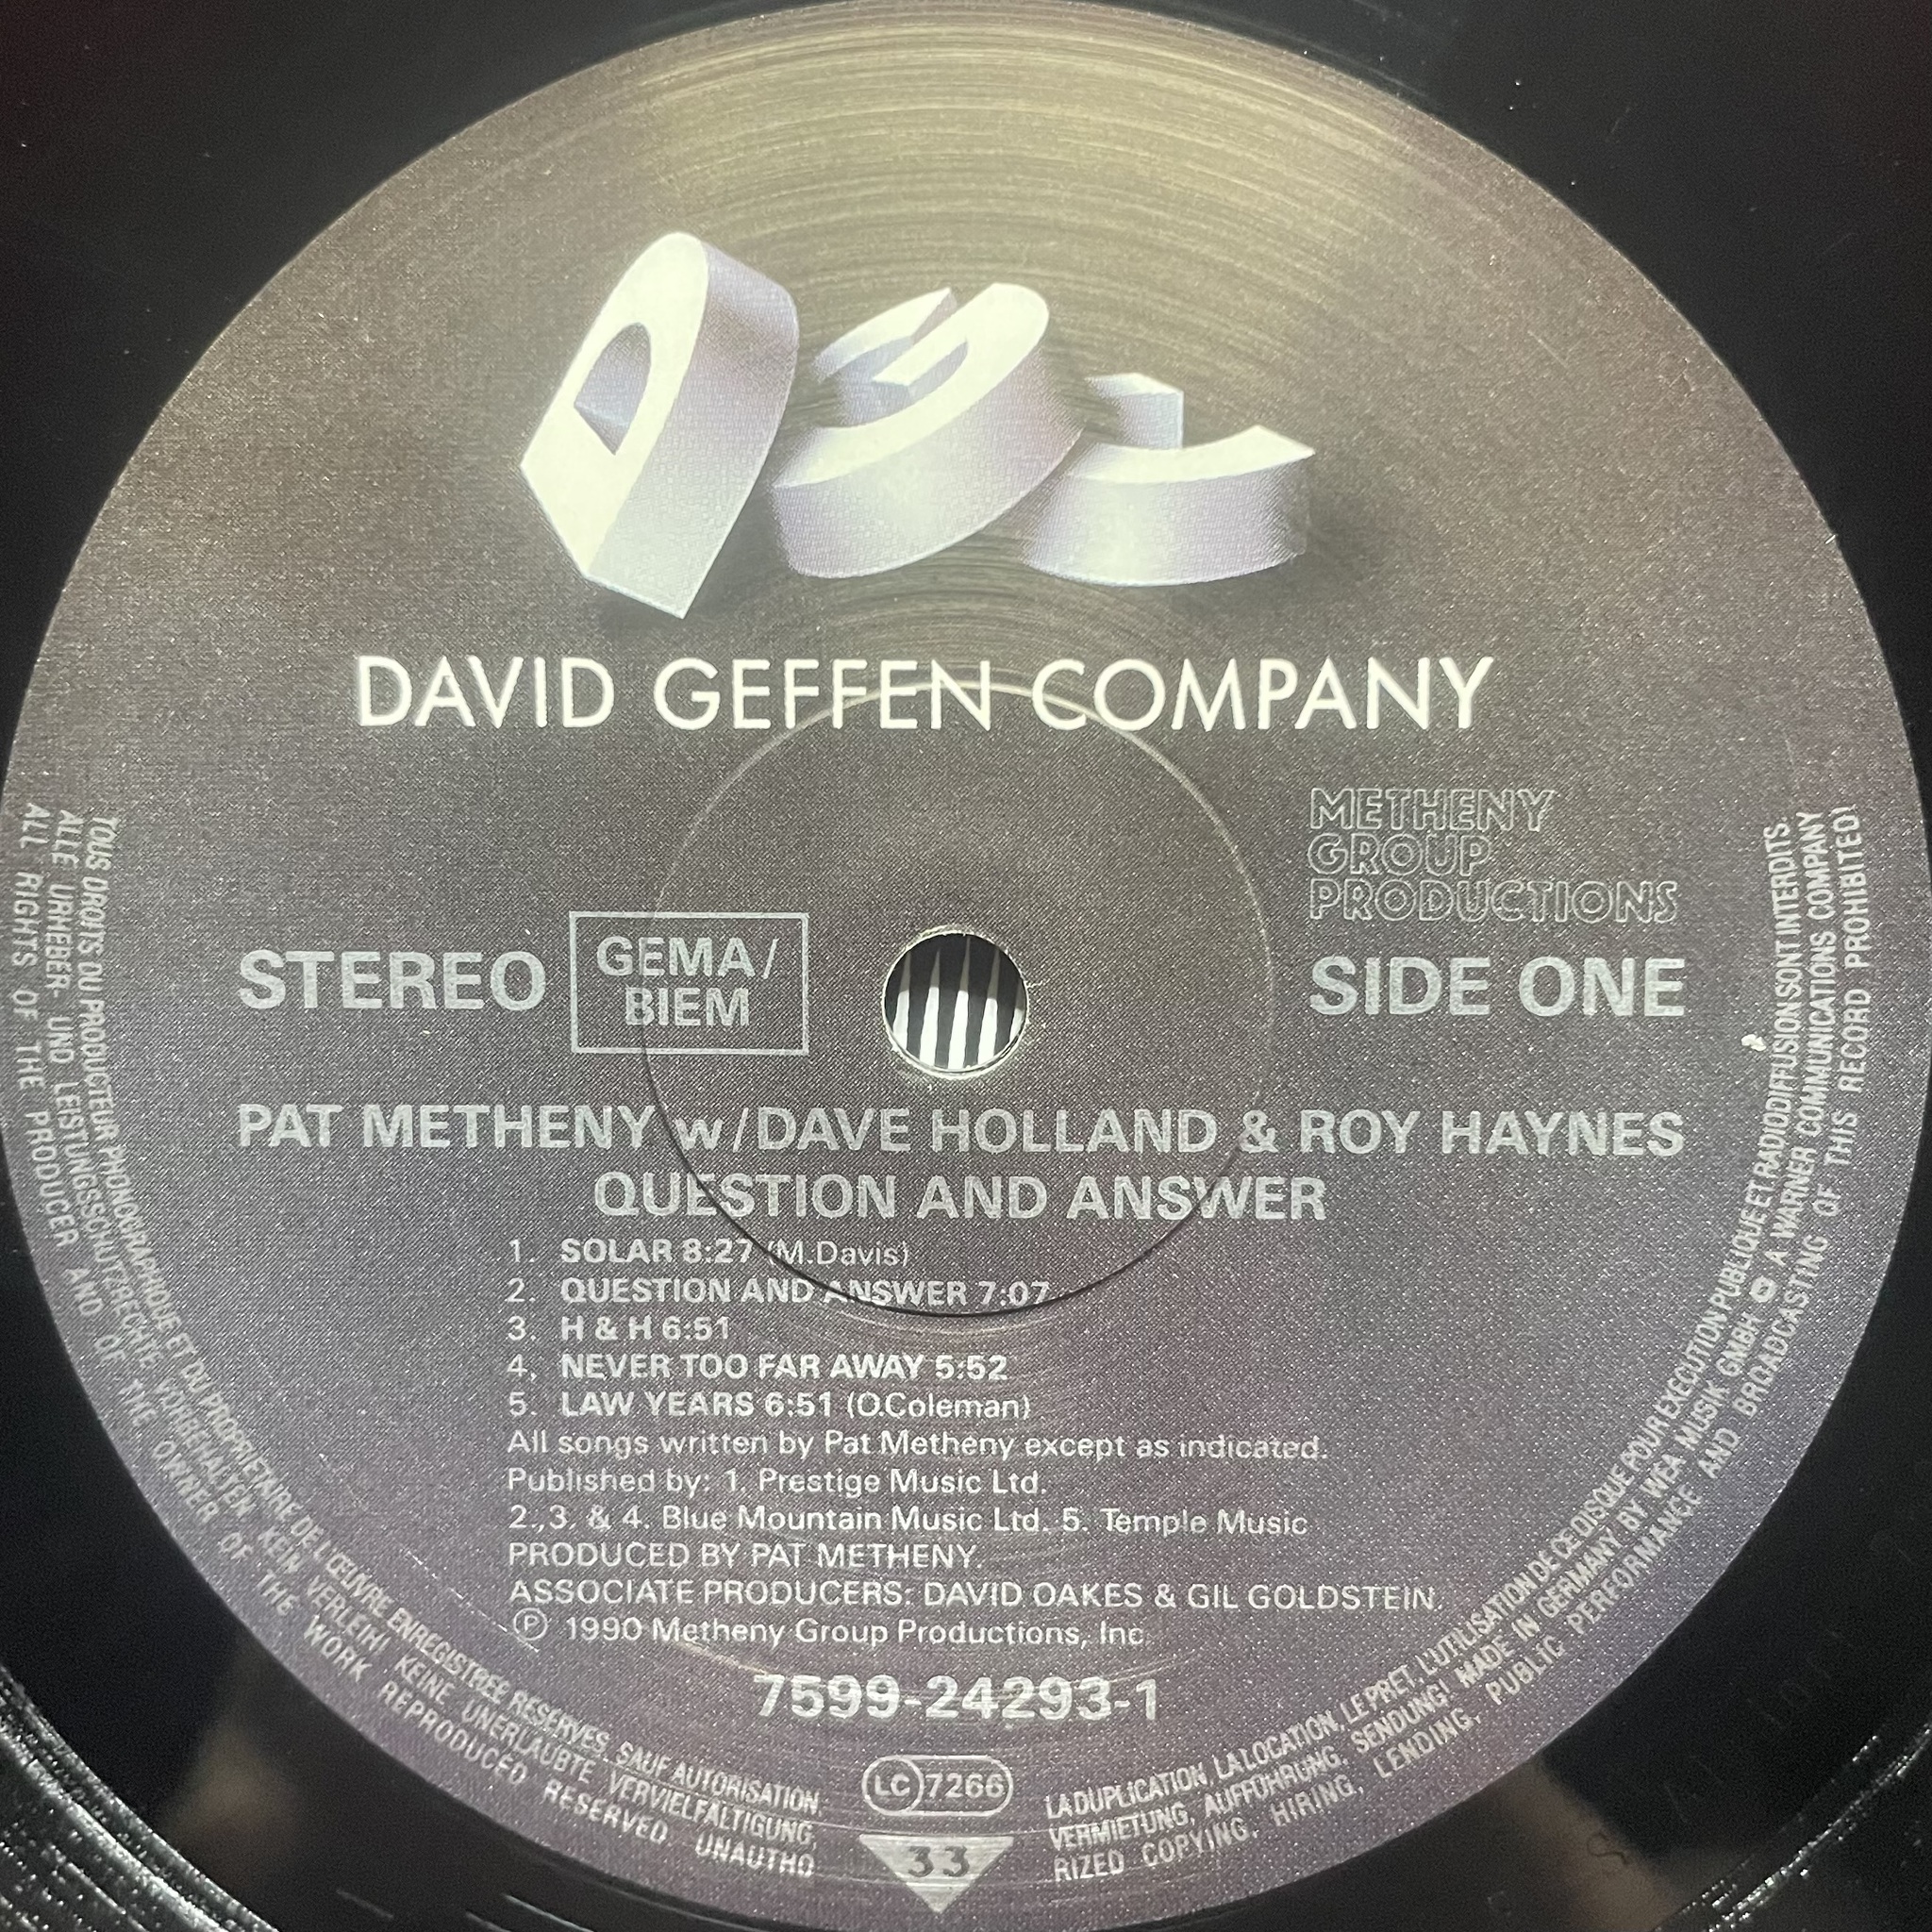 DGC
DAVID GEFFEN COMPANY
METHENY
GROUP
PRODUCTIONS
STEREO
GEMA/
BIEM
SIDE ONE
PAT METHENY w/DAVE HOLLAND & ROY HAYNES
QUESTION AND ANSWER
1. SOLAR 8:27 (M.Davis)
2. QUESTION AND ANSWER 7:07
3. H & H 6:51
4. NEVER TOO FAR AWAY 5:52
5. LAW YEARS 6:51 (O.Coleman)
All songs written by Pat Metheny except as indicated.
Published by: 1. Prestige Music Ltd.
2.,3. & 4. Blue Mountain Music Ltd. 5. Temple Music
PRODUCED BY PAT METHENY.
ASSOCIATE PRODUCERS: DAVID OAKES & GIL GOLDSTEIN.
Ⓟ 1990 Metheny Group Productions, Inc.
7599-24293-1
LC 7266
33
TOUS DROITS DU PRODUCTEUR PHONOGRAPHIQUE ET DU PROPRIETAIRE DE L'ŒUVRE ENREGISTREE RESERVES. SAUF AUTORISATION, LA DUPLICATION, LA LOCATION, LE PRET, L'UTILISATION DE CE DISQUE POUR EXECUTION PUBLIQUE ET RADIODIFFUSION SONT INTERDITS.
ALLE URHEBER- UND LEISTUNGSSCHUTZRECHTE VORBEHALTEN. KEIN VERLEIH! KEINE UNERLAUBTE VERVIELFÄLTIGUNG, VERMIETUNG, AUFFÜHRUNG, SENDUNG! MADE IN GERMANY BY WEA MUSIK GMBH A WARNER COMMUNICATIONS COMPANY
ALL RIGHTS OF THE PRODUCER AND OF THE OWNER OF THE WORK REPRODUCED RESERVED UNAUTHORIZED COPYING, HIRING, LENDING, PUBLIC PERFORMANCE AND BROADCASTING OF THIS RECORD PROHIBITED!